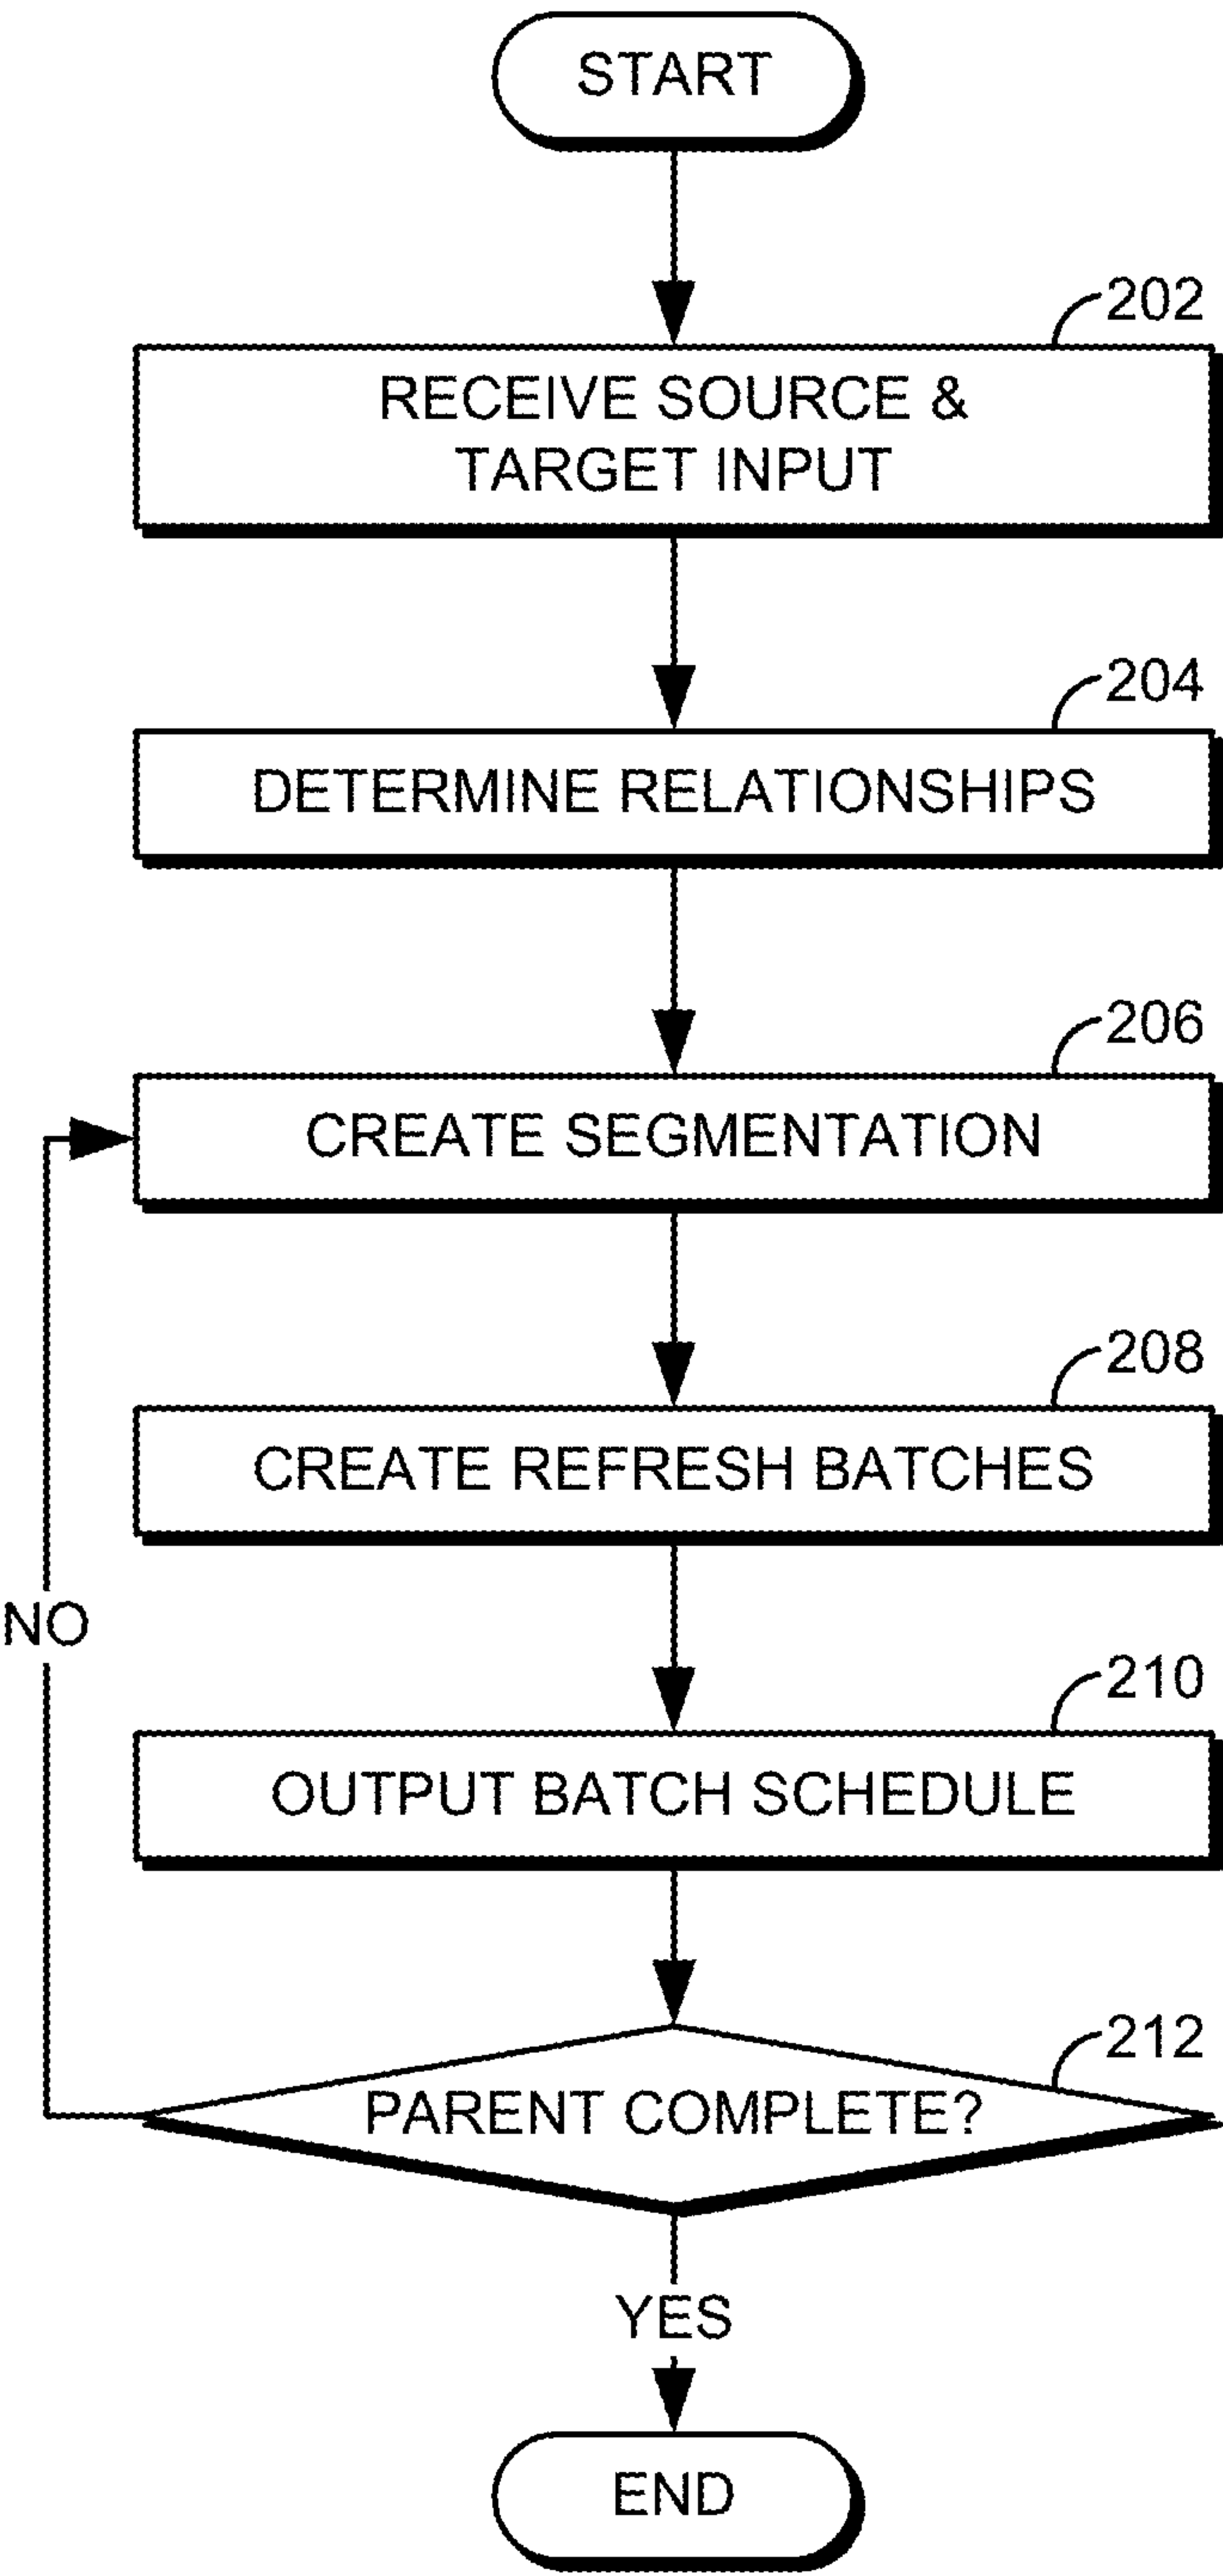 START
202
RECEIVE SOURCE &
TARGET INPUT
204
DETERMINE RELATIONSHIPS
206
CREATE SEGMENTATION
208
CREATE REFRESH BATCHES
NO
210
OUTPUT BATCH SCHEDULE
212
PARENT COMPLETE?
YES
END